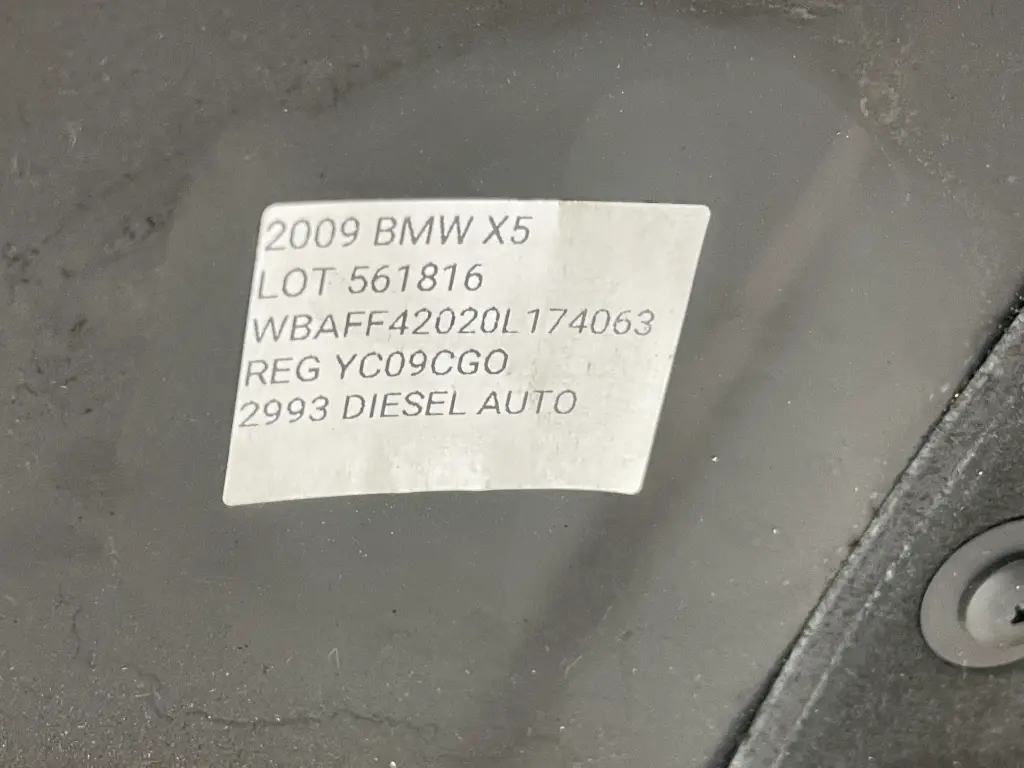 2009 BMW X5
LOT 561816
WBAFF42020L174063
REG YC09CGO
2993 DIESEL AUTO